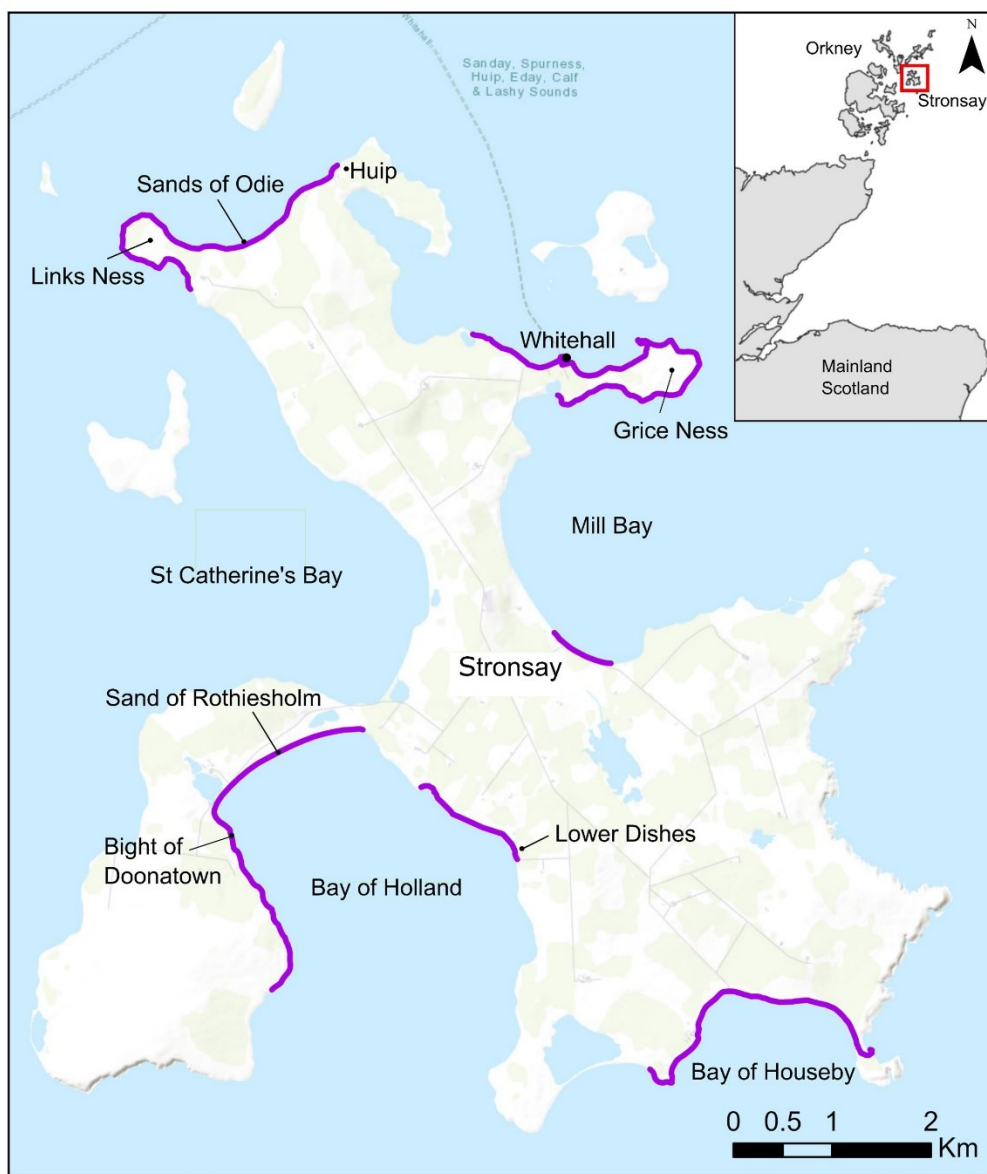 Whitehall
Whitehall
Sanday, Spurness,
Huip, Eday, Calf
& Lashy Sounds
N
Orkney
Stronsay
Mainland
Scotland
Huip
Sands of Odie
Links Ness
Whitehall
Grice Ness
Mill Bay
St Catherine's Bay
Stronsay
Sand of Rothiesholm
Bight of
Doonatown
Lower Dishes
Bay of Holland
Bay of Houseby
0 0.5 1 2
Km